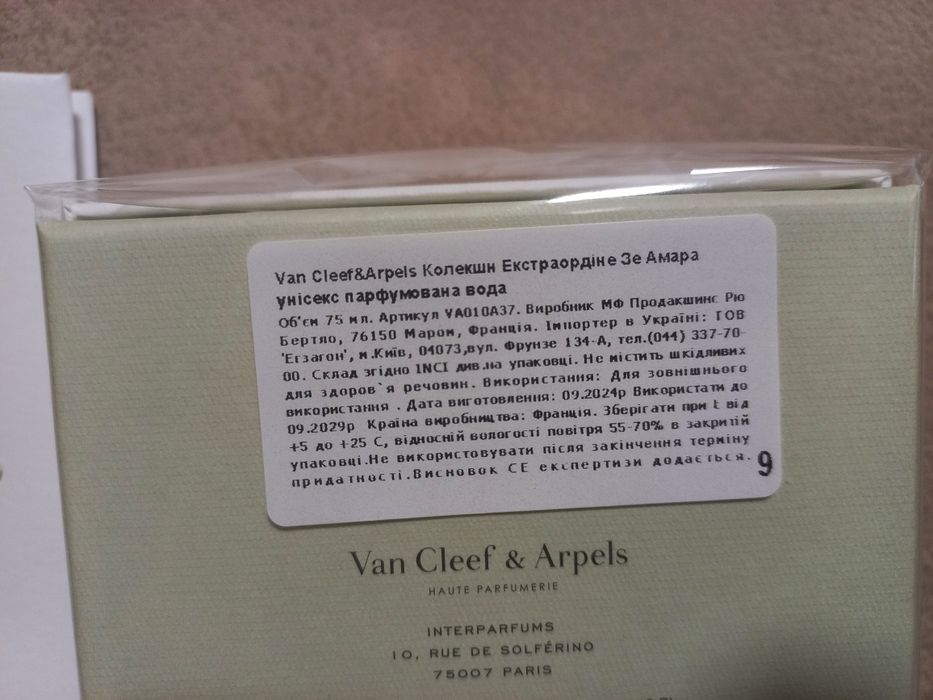 Van Cleef&Arpels Колекшн Екстраордіне Зе Амара
унісекс парфумована вода
Об'єм 75 мл. Артикул VA010A37. Виробник МФ Продакшинс Рю
Бертло, 76150 Маром, Франція. Імпортер в Україні: ТОВ
'Егзагон', м.Київ, 04073,вул. Фрунзе 134-А, тел.(044) 337-70-
00. Склад згідно INCI див.на упаковці. Не містить шкідливих
для здоров`я речовин. Використання: Для зовнішнього
використання . Дата виготовлення: 09.2024р Використати до
09.2029р Країна виробництва: Франція. Зберігати при t від
+5 до +25 С, відносній вологості повітря 55-70% в закритій
упаковці.Не використовувати після закінчення терміну
придатності.Висновок СЕ експертизи додається. 9
Van Cleef & Arpels
HAUTE PARFUMERIE
INTERPARFUMS
10, RUE DE SOLFÉRINO
75007 PARIS